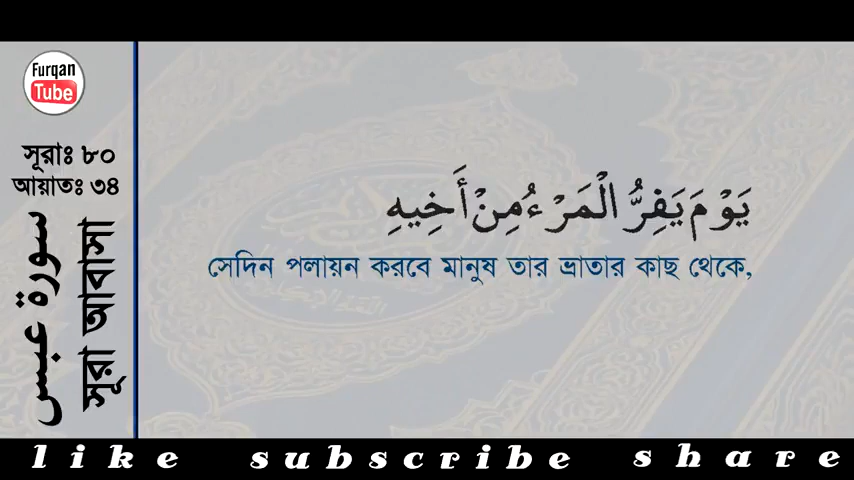 Furqan
Tube
সূরাঃ ৮০
আয়াতঃ ৩৪
سورة عبس
সূরা আবাসা
يَوْمَ يَفِرُّ الْمَرْءُ مِنْ أَخِيهِ
সেদিন পলায়ন করবে মানুষ তার ভ্রাতার কাছ থেকে,
like subscribe share